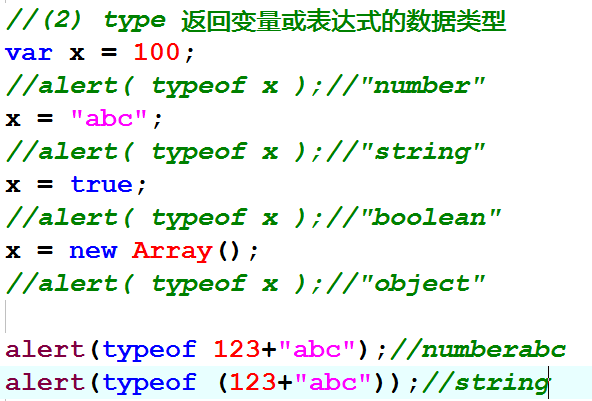 //(2) type 返回变量或表达式的数据类型
var x = 100;
//alert( typeof x );//"number"
x = "abc";
//alert( typeof x );//"string"
x = true;
//alert( typeof x );//"boolean"
x = new Array();
//alert( typeof x );//"object"
alert(typeof 123+"abc");//numberabc
alert(typeof (123+"abc"));//string